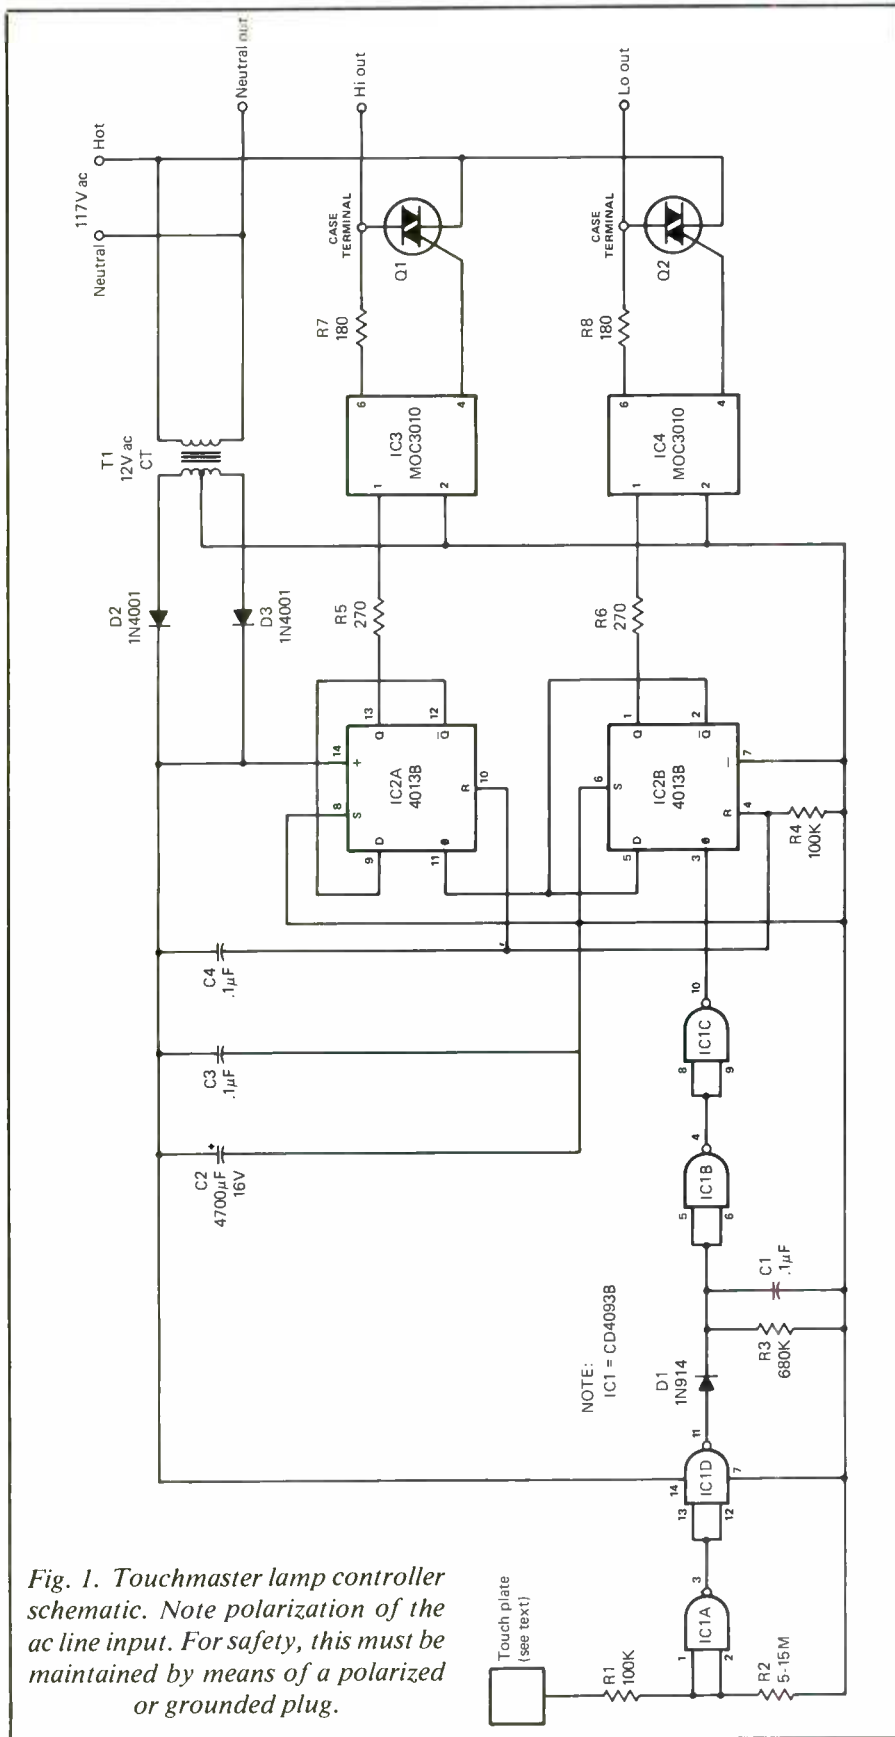 Neutral out
Hot
117V ac
Neutral
Hi out
Lo out
CASE
TERMINAL
Q1
CASE
TERMINAL
Q2
R7
180
R8
180
T1
12V ac
CT
6
IC3
MOC3010
4
1
2
6
IC4
MOC3010
4
1
2
D2
1N4001
D3
1N4001
R5
270
R6
270
13
Q
12
Q̅
14
+
8
S
IC2A
4013B
R
10
9
D
11
ø
1
Q
2
Q̅
6
S
IC2B
4013B
–
7
R
4
5
D
3
ø
R4
100K
C4
.1µF
C3
.1µF
C2
4700µF
16V
+
10
IC1C
8
9
4
IC1B
5
6
C1
.1µF
R3
680K
NOTE:
IC1 = CD4093B
D1
1N914
11
14
IC1D
7
13
12
3
IC1A
1
2
Touch plate
(see text)
R1
100K
R2
5-15M
Fig. 1. Touchmaster lamp controller
schematic. Note polarization of the
ac line input. For safety, this must be
maintained by means of a polarized
or grounded plug.